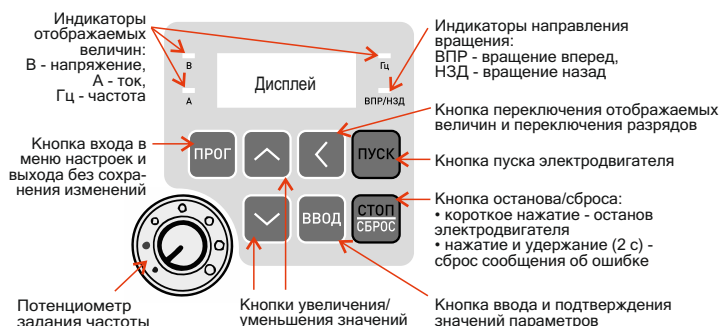 Индикаторы
отображаемых
величин:
В - напряжение,
А - ток,
Гц - частота
Индикаторы направления
вращения:
ВПР - вращение вперед,
НЗД - вращение назад
В
Гц
Дисплей
А
ВПР/НЗД
Кнопка переключения отображаемых
величин и переключения разрядов
Кнопка входа в
меню настроек и
выхода без сохра-
нения изменений
ПРОГ
ПУСК
Кнопка пуска электродвигателя
ВВОД
СТОП
СБРОС
Кнопка останова/сброса:
• короткое нажатие - останов
электродвигателя
• нажатие и удержание (2 с) -
сброс сообщения об ошибке
Потенциометр
задания частоты
Кнопки увеличения/
уменьшения значений
Кнопка ввода и подтверждения
значений параметров